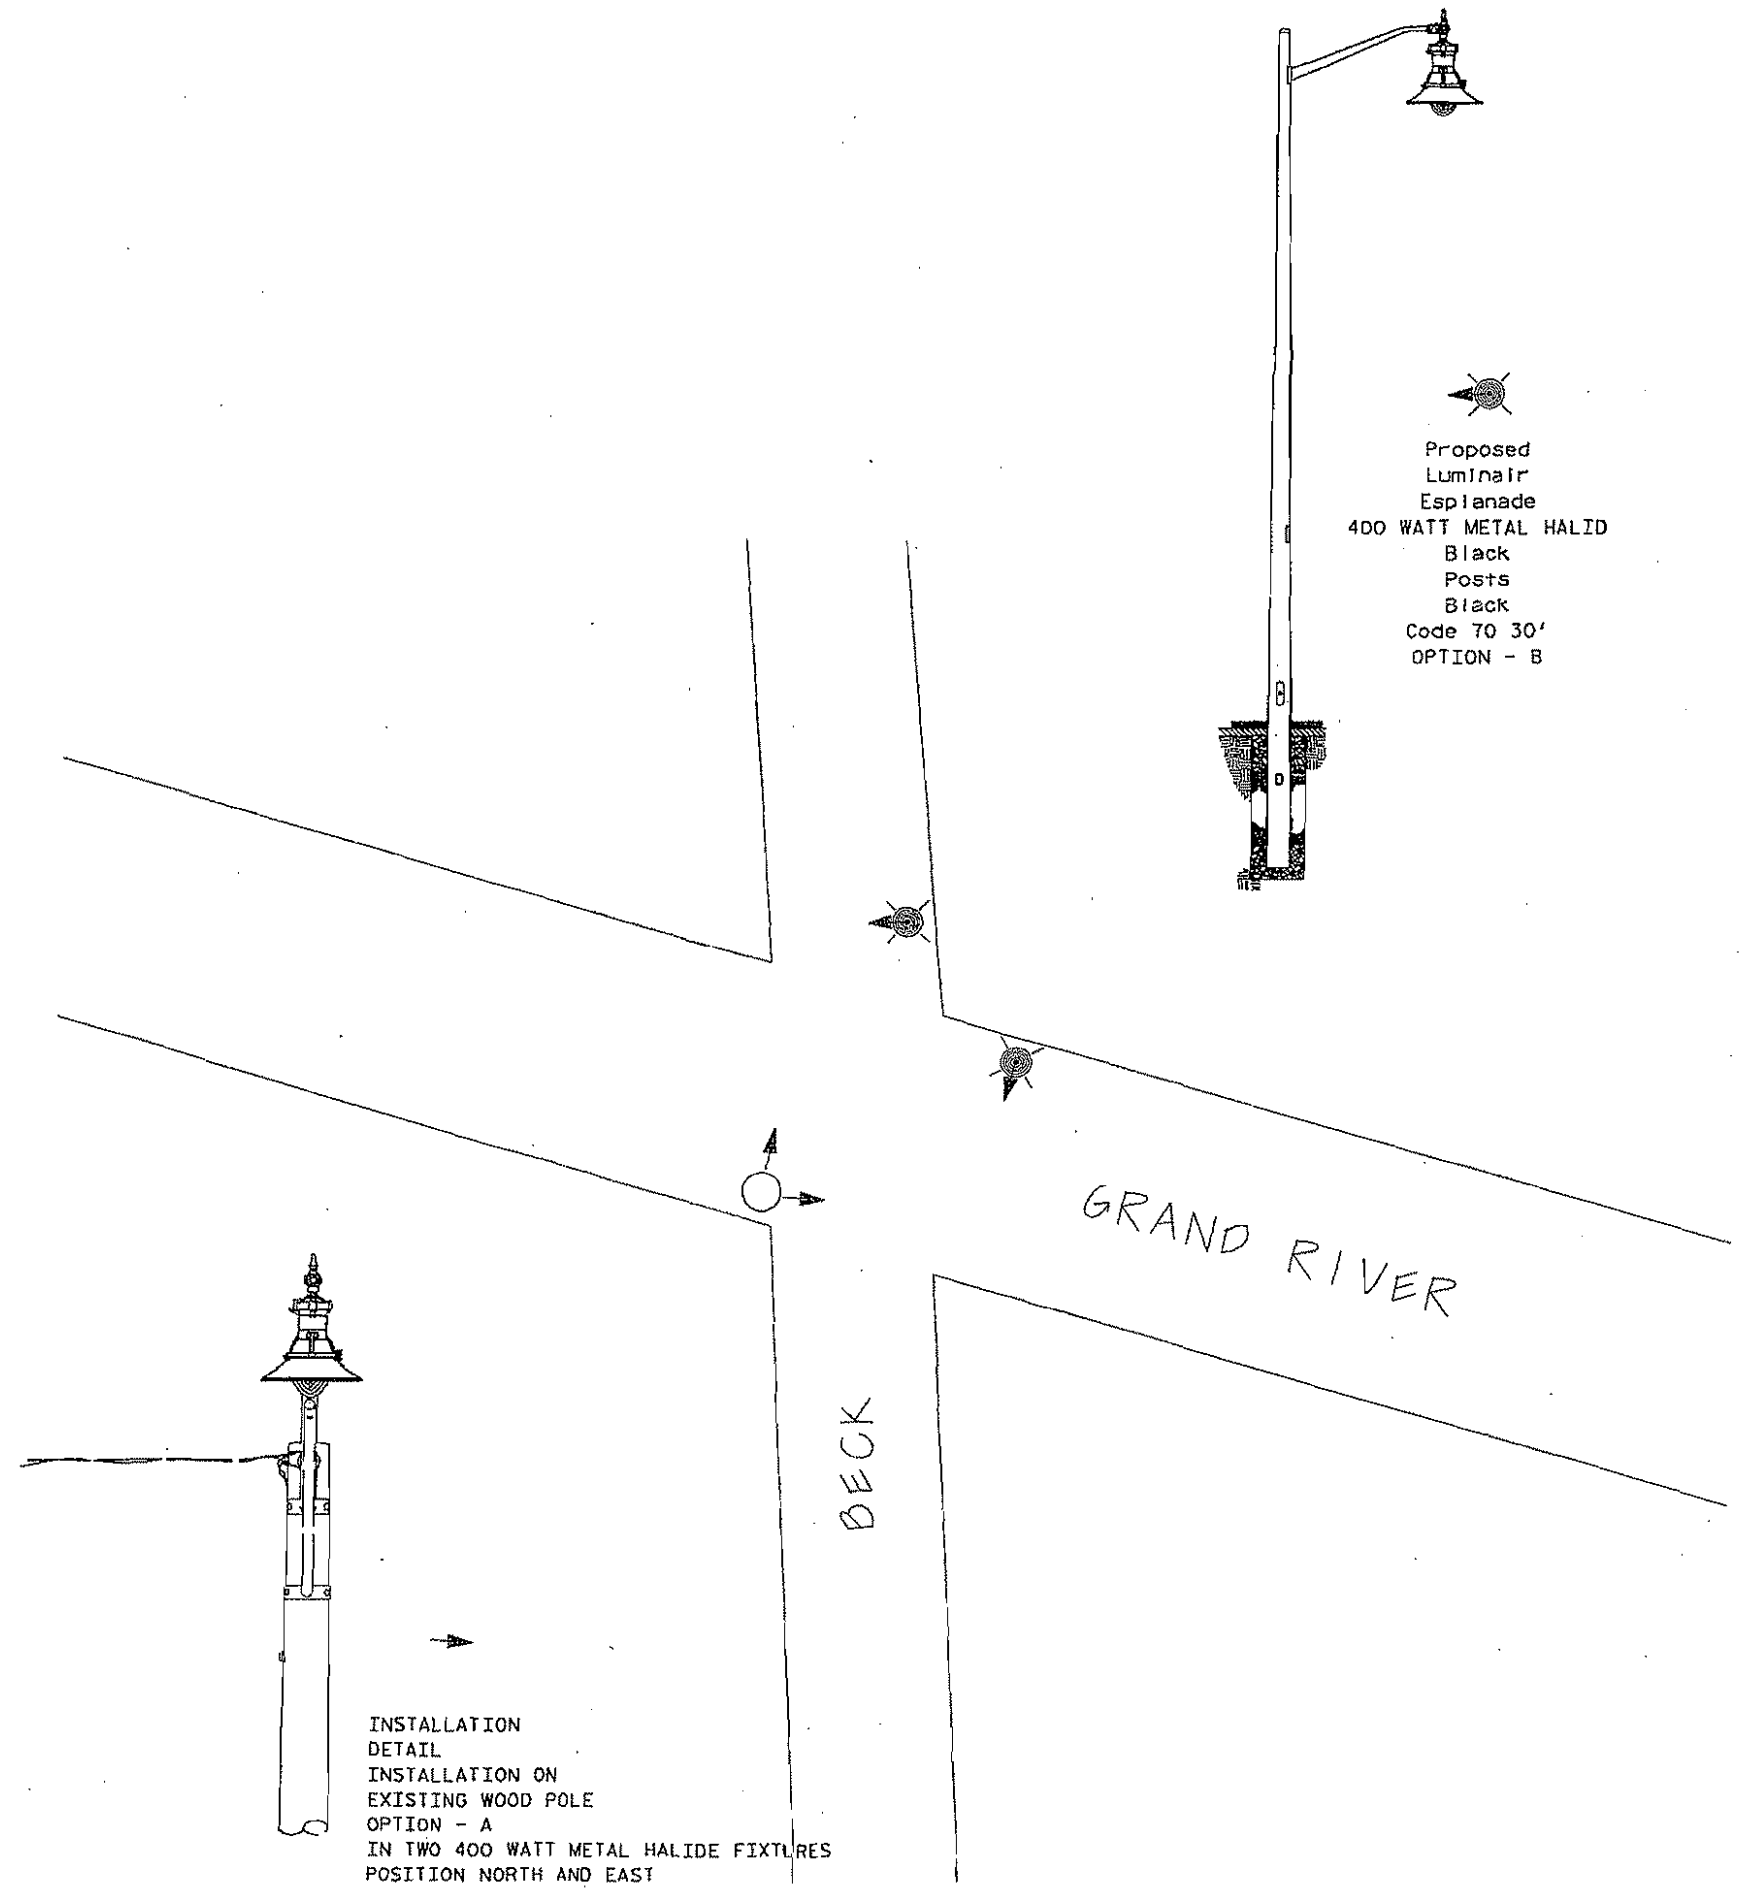 Proposed
Luminair
Esplanade
400 WATT METAL HALID
Black
Posts
Black
Code 70 30'
OPTION - B
GRAND RIVER
BECK
INSTALLATION
DETAIL
INSTALLATION ON
EXISTING WOOD POLE
OPTION - A
IN TWO 400 WATT METAL HALIDE FIXTURES
POSITION NORTH AND EAST